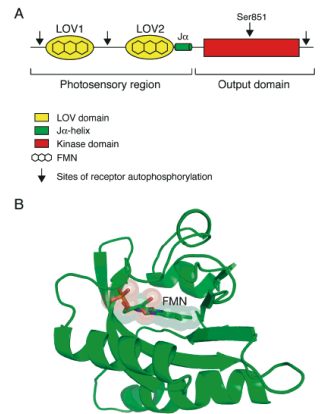 A
Ser851
LOV1 LOV2 Jα
Photosensory region Output domain
LOV domain
Jα-helix
Kinase domain
FMN
Sites of receptor autophosphorylation
B
FMN